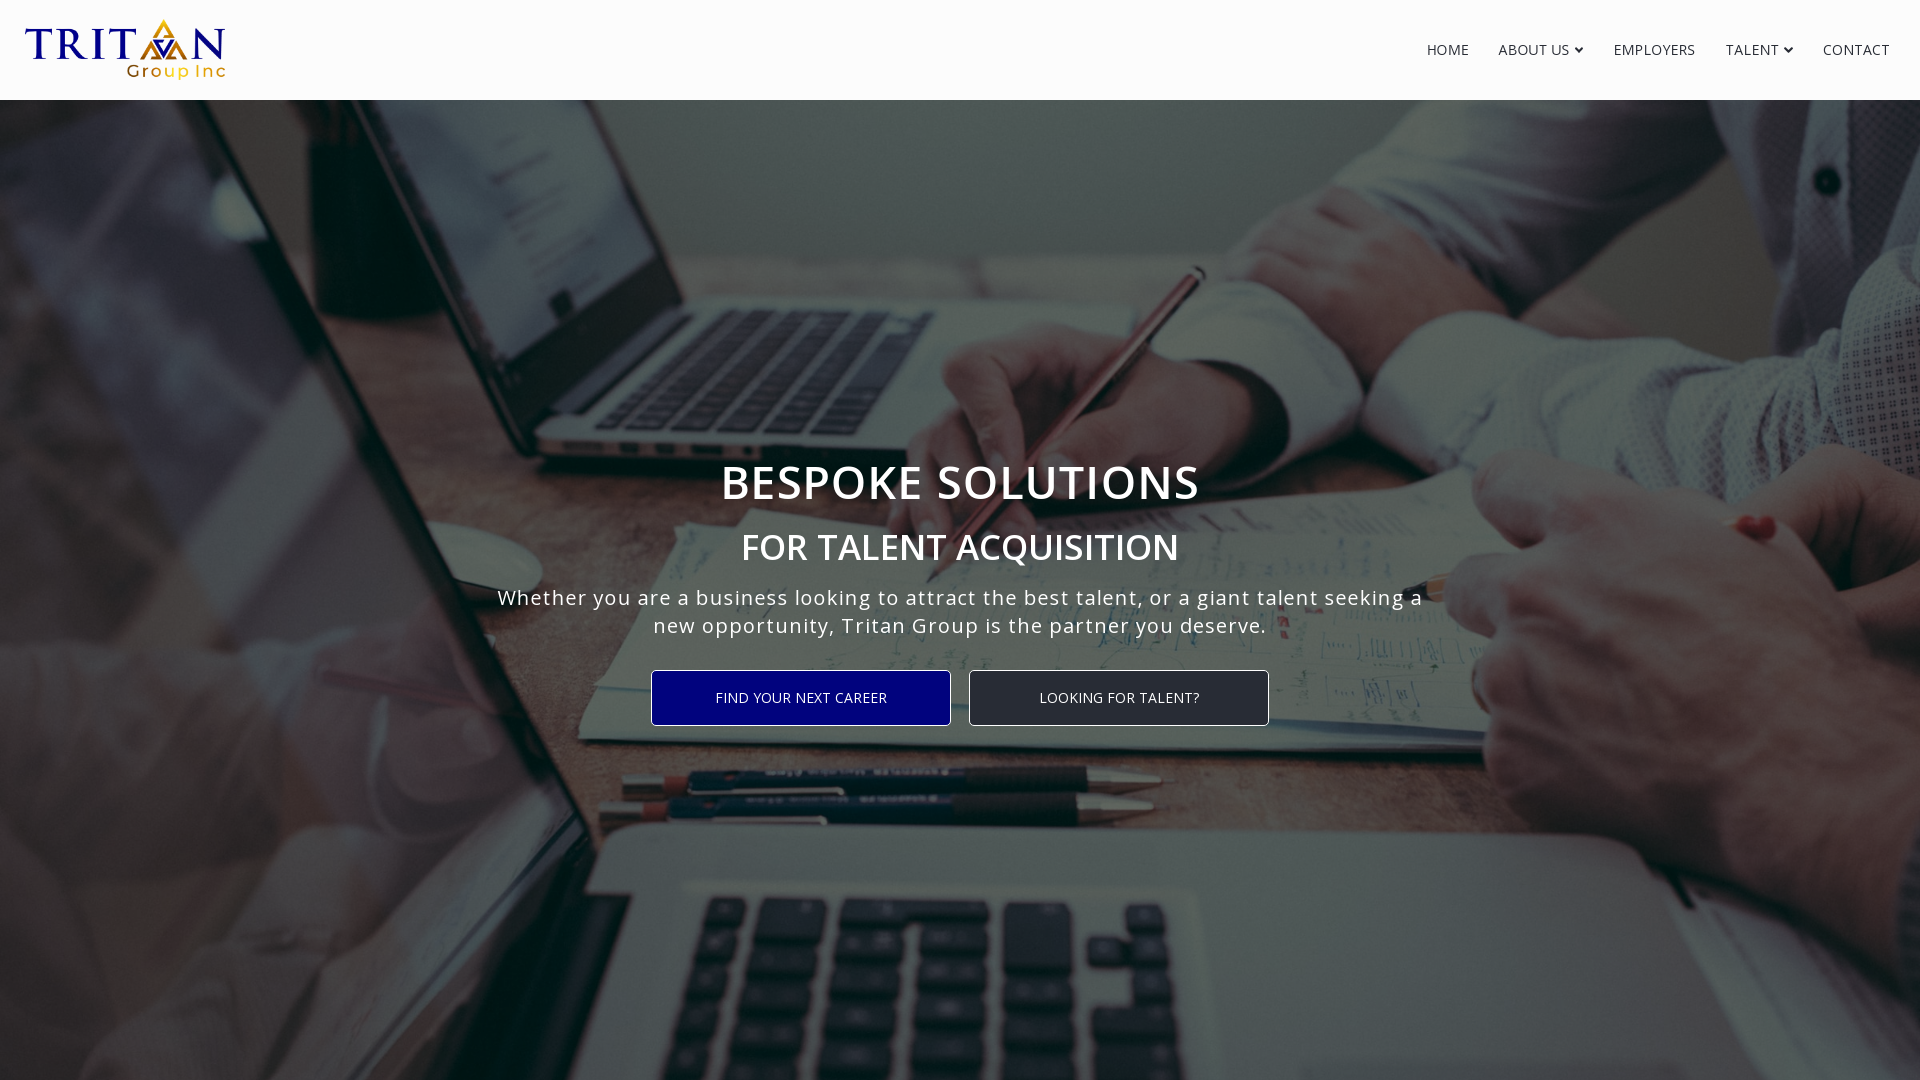 TRITAN
Group Inc
HOME
ABOUT US
EMPLOYERS
TALENT
CONTACT
BESPOKE SOLUTIONS
FOR TALENT ACQUISITION
Whether you are a business looking to attract the best talent, or a giant talent seeking a
new opportunity, Tritan Group is the partner you deserve.
FIND YOUR NEXT CAREER
LOOKING FOR TALENT?